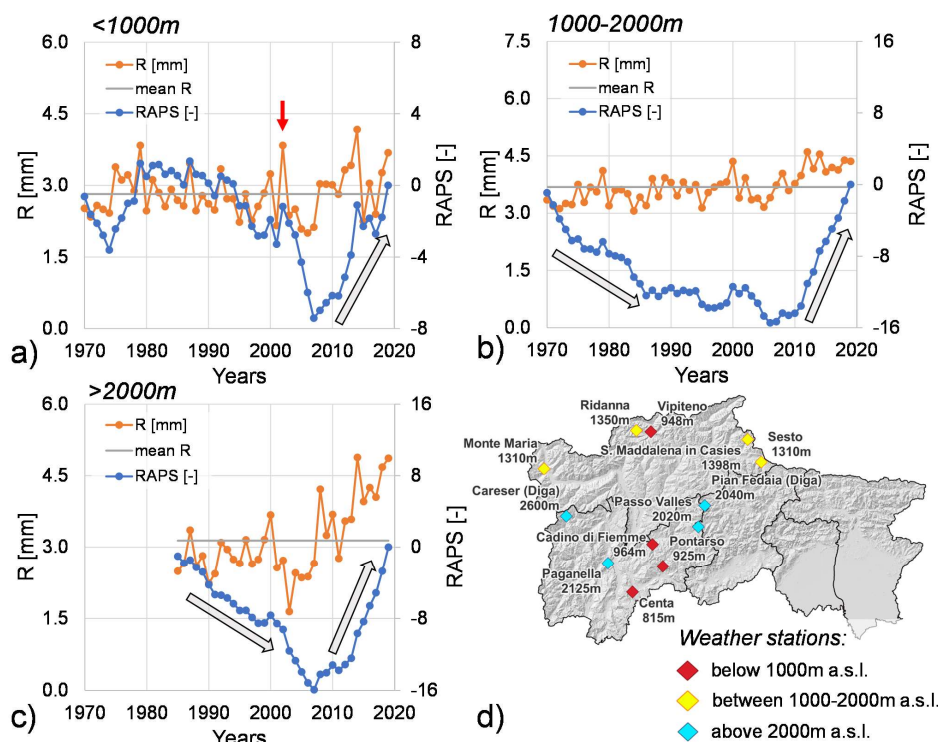 <1000m
6.0
4.5
3.0
1.5
0.0
R [mm]
R [mm]
mean R
RAPS [-]
8
4
0
-4
-8
RAPS [-]
1970 1980 1990 2000 2010 2020
Years
a)
1000-2000m
7.5
6.0
4.5
3.0
1.5
0.0
R [mm]
R [mm]
mean R
RAPS [-]
16
8
0
-8
-16
RAPS [-]
1970 1980 1990 2000 2010 2020
Years
b)
>2000m
6.0
4.5
3.0
1.5
0.0
R [mm]
R [mm]
mean R
RAPS [-]
16
8
0
-8
-16
RAPS [-]
1970 1980 1990 2000 2010 2020
Years
c)
Ridanna
1350m
Vipiteno
948m
Sesto
1310m
Monte Maria
1310m
S. Maddalena in Casies
1398m
Careser (Diga)
2600m
Pian Fedaia (Diga)
2040m
Passo Valles
2020m
Cadino di Fiemme
964m
Pontarso
925m
Paganella
2125m
Centa
815m
d)
Weather stations:
below 1000m a.s.l.
between 1000-2000m a.s.l.
above 2000m a.s.l.